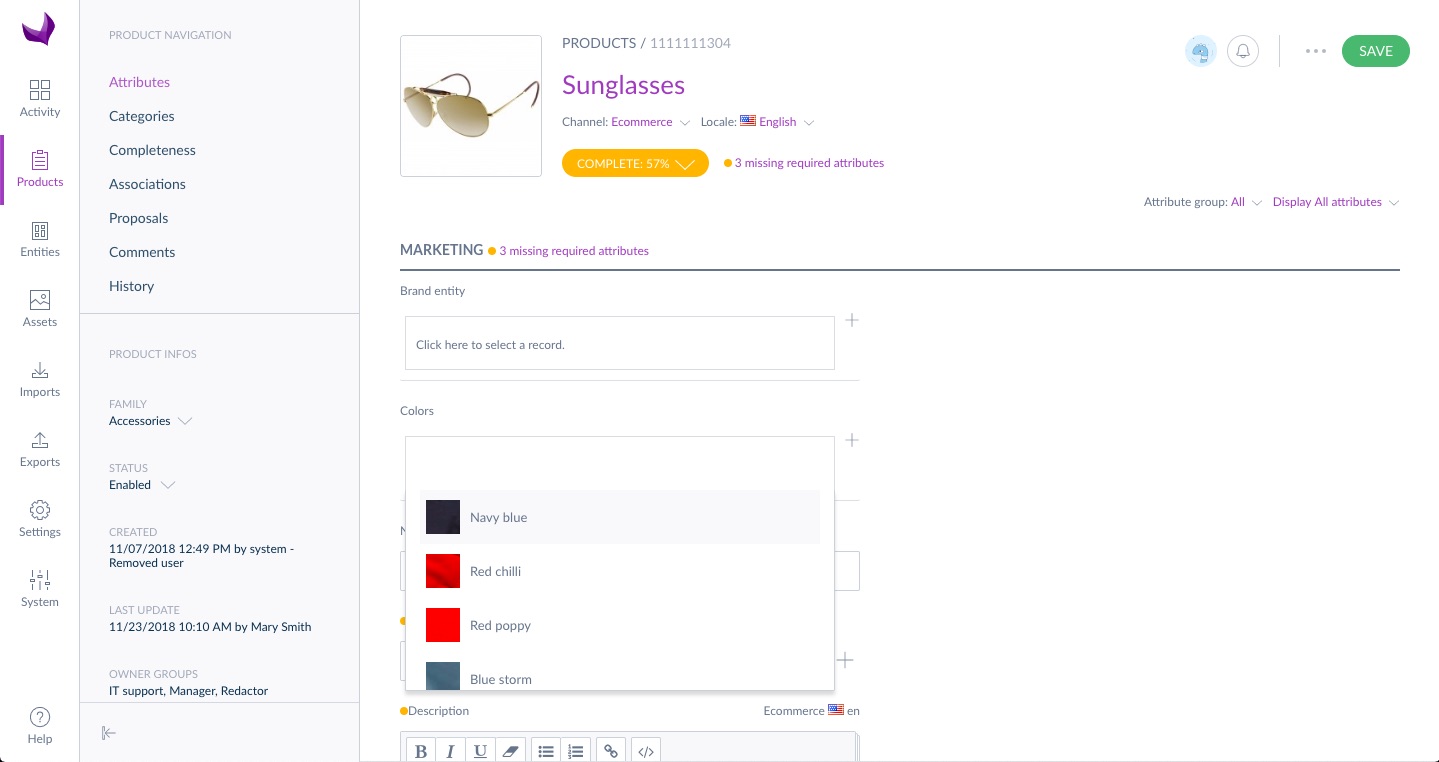 PRODUCT NAVIGATION
Attributes
Categories
Completeness
Associations
Proposals
Comments
History
PRODUCT INFOS
FAMILY
Accessories
STATUS
Enabled
CREATED
11/07/2018 12:49 PM by system -
Removed user
LAST UPDATE
11/23/2018 10:10 AM by Mary Smith
OWNER GROUPS
IT support, Manager, Redactor
Activity
Products
Entities
Assets
Imports
Exports
Settings
System
Help
PRODUCTS / 1111111304
SAVE
Sunglasses
Channel: Ecommerce Locale: English
COMPLETE: 57% 3 missing required attributes
Attribute group: All Display All attributes
MARKETING 3 missing required attributes
Brand entity
Click here to select a record.
Colors
Navy blue
Red chilli
Red poppy
Blue storm
Description Ecommerce en
B I U